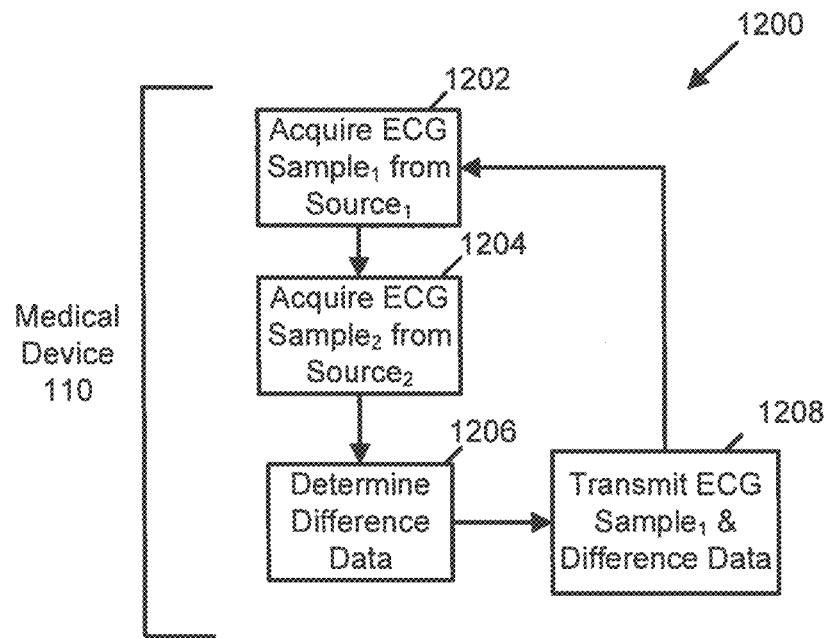 1200
1202
Acquire ECG
Sample₁ from
Source₁
1204
Acquire ECG
Sample₂ from
Source₂
Medical
Device
110
1206
Determine
Difference
Data
1208
Transmit ECG
Sample₁ &
Difference Data